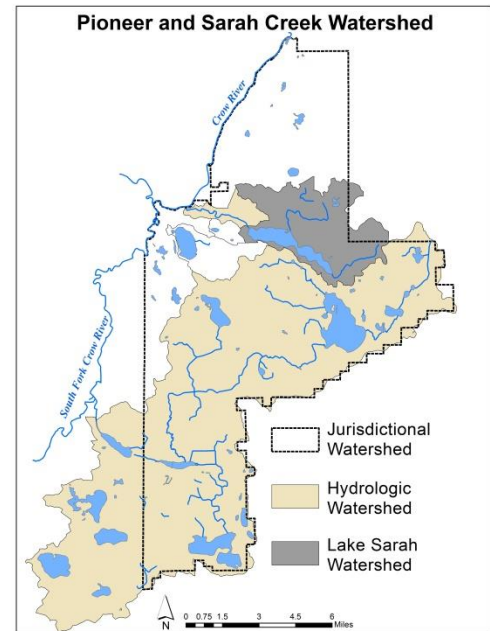 Pioneer and Sarah Creek Watershed
Crow River
South Fork Crow River
Jurisdictional
Watershed
Hydrologic
Watershed
Lake Sarah
Watershed
N
0 0.75 1.5 3 4.5 6
Miles